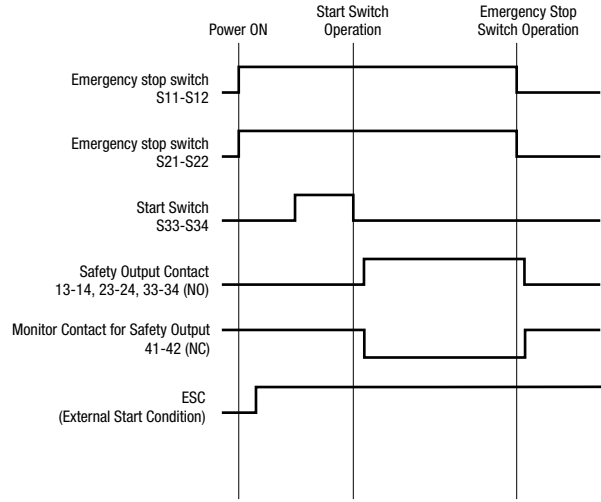 Power ON
Start Switch
Operation
Emergency Stop
Switch Operation
Emergency stop switch
S11-S12
Emergency stop switch
S21-S22
Start Switch
S33-S34
Safety Output Contact
13-14, 23-24, 33-34 (NO)
Monitor Contact for Safety Output
41-42 (NC)
ESC
(External Start Condition)